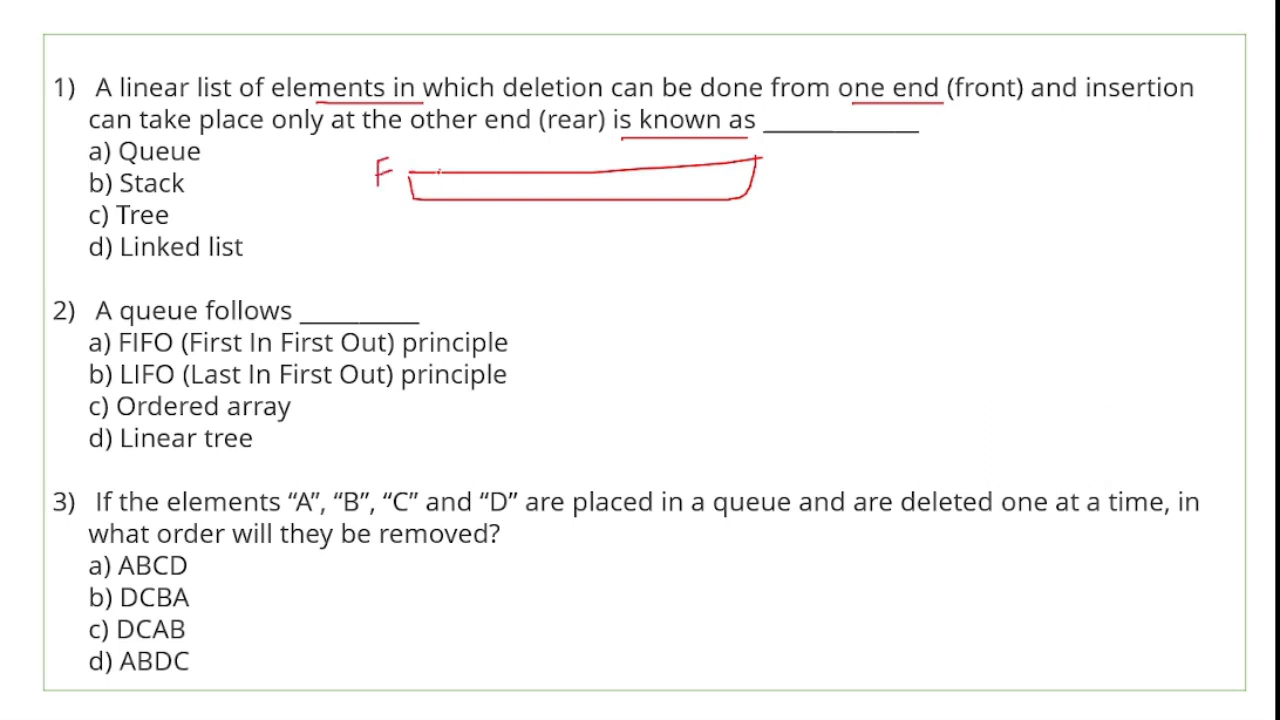 1) A linear list of elements in which deletion can be done from one end (front) and insertion
can take place only at the other end (rear) is known as _____________
a) Queue
F
b) Stack
c) Tree
d) Linked list
2) A queue follows __________
a) FIFO (First In First Out) principle
b) LIFO (Last In First Out) principle
c) Ordered array
d) Linear tree
3) If the elements “A”, “B”, “C” and “D” are placed in a queue and are deleted one at a time, in
what order will they be removed?
a) ABCD
b) DCBA
c) DCAB
d) ABDC